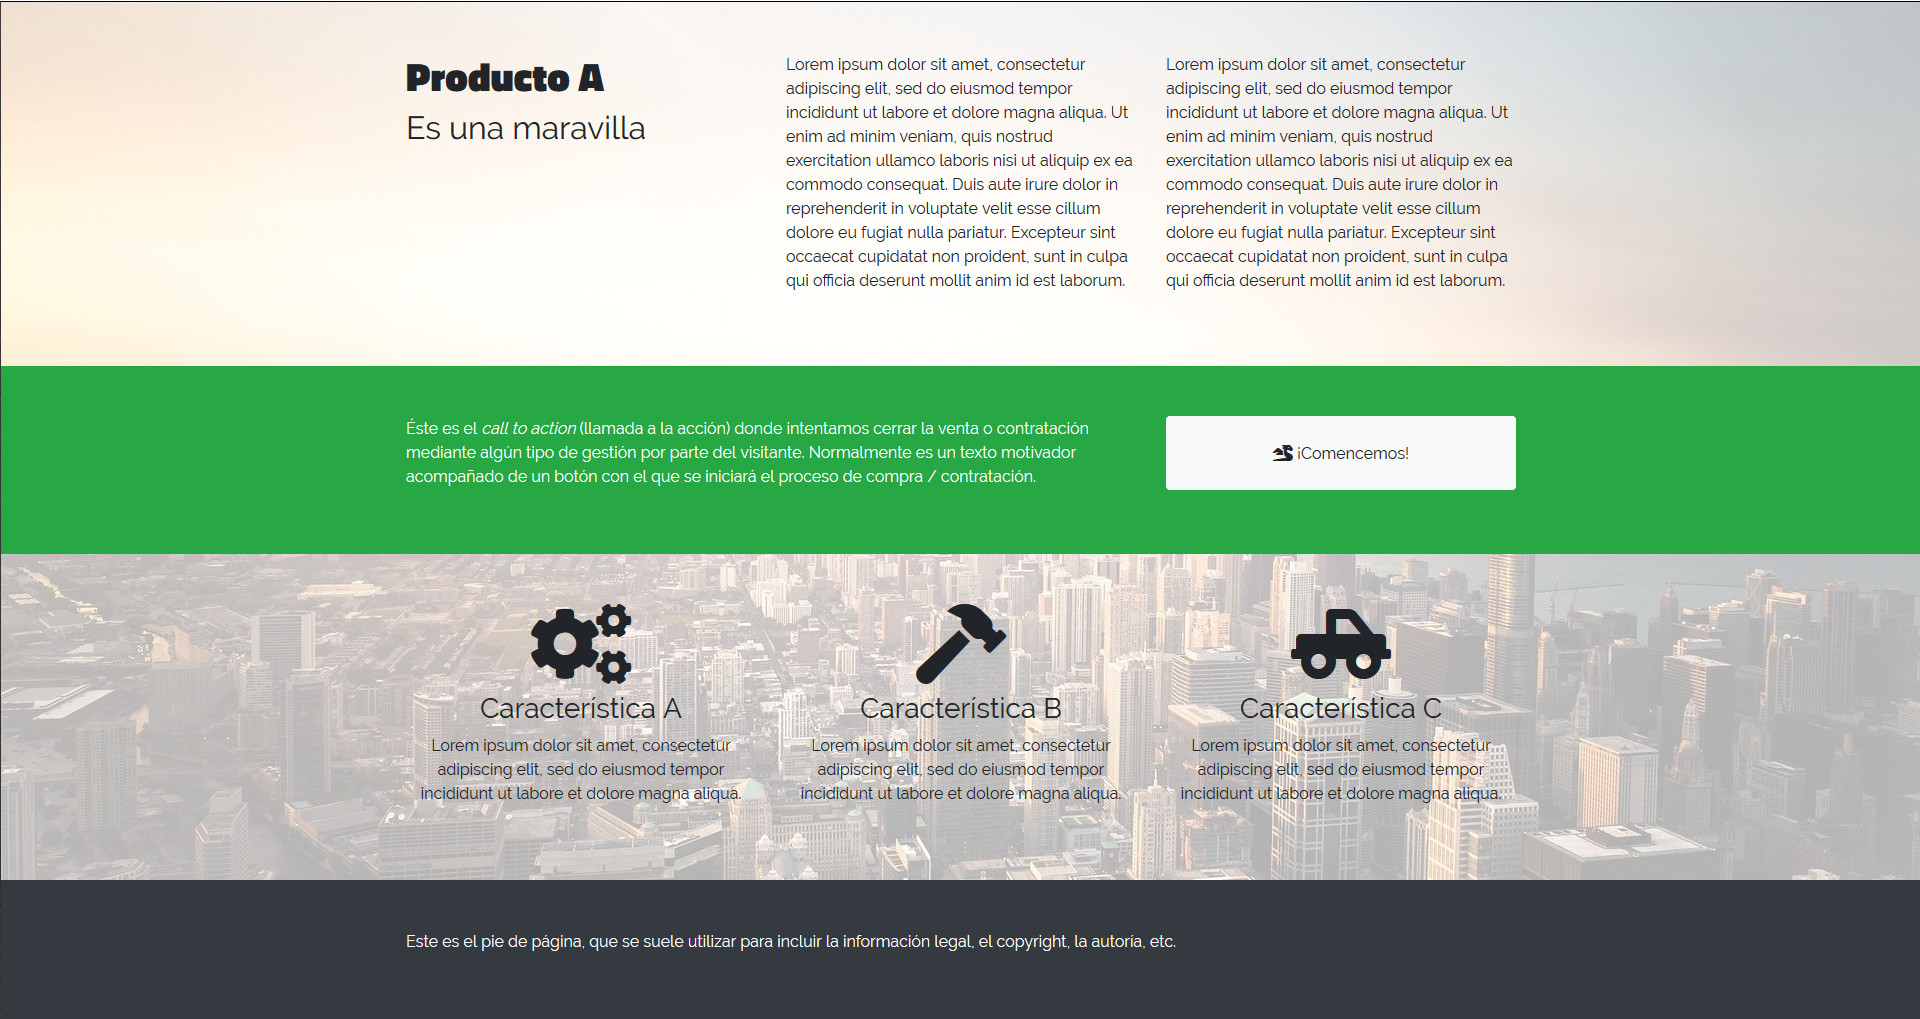 Producto A
Es una maravilla
Lorem ipsum dolor sit amet, consectetur
adipiscing elit, sed do eiusmod tempor
incididunt ut labore et dolore magna aliqua. Ut
enim ad minim veniam, quis nostrud
exercitation ullamco laboris nisi ut aliquip ex ea
commodo consequat. Duis aute irure dolor in
reprehenderit in voluptate velit esse cillum
dolore eu fugiat nulla pariatur. Excepteur sint
occaecat cupidatat non proident, sunt in culpa
qui officia deserunt mollit anim id est laborum.
Lorem ipsum dolor sit amet, consectetur
adipiscing elit, sed do eiusmod tempor
incididunt ut labore et dolore magna aliqua. Ut
enim ad minim veniam, quis nostrud
exercitation ullamco laboris nisi ut aliquip ex ea
commodo consequat. Duis aute irure dolor in
reprehenderit in voluptate velit esse cillum
dolore eu fugiat nulla pariatur. Excepteur sint
occaecat cupidatat non proident, sunt in culpa
qui officia deserunt mollit anim id est laborum.
Éste es el call to action (llamada a la acción) donde intentamos cerrar la venta o contratación
mediante algún tipo de gestión por parte del visitante. Normalmente es un texto motivador
acompañado de un botón con el que se iniciará el proceso de compra / contratación.
¡Comencemos!
Característica A
Lorem ipsum dolor sit amet, consectetur
adipiscing elit, sed do eiusmod tempor
incididunt ut labore et dolore magna aliqua.
Característica B
Lorem ipsum dolor sit amet, consectetur
adipiscing elit, sed do eiusmod tempor
incididunt ut labore et dolore magna aliqua.
Característica C
Lorem ipsum dolor sit amet, consectetur
adipiscing elit, sed do eiusmod tempor
incididunt ut labore et dolore magna aliqua.
Este es el pie de página, que se suele utilizar para incluir la información legal, el copyright, la autoría, etc.